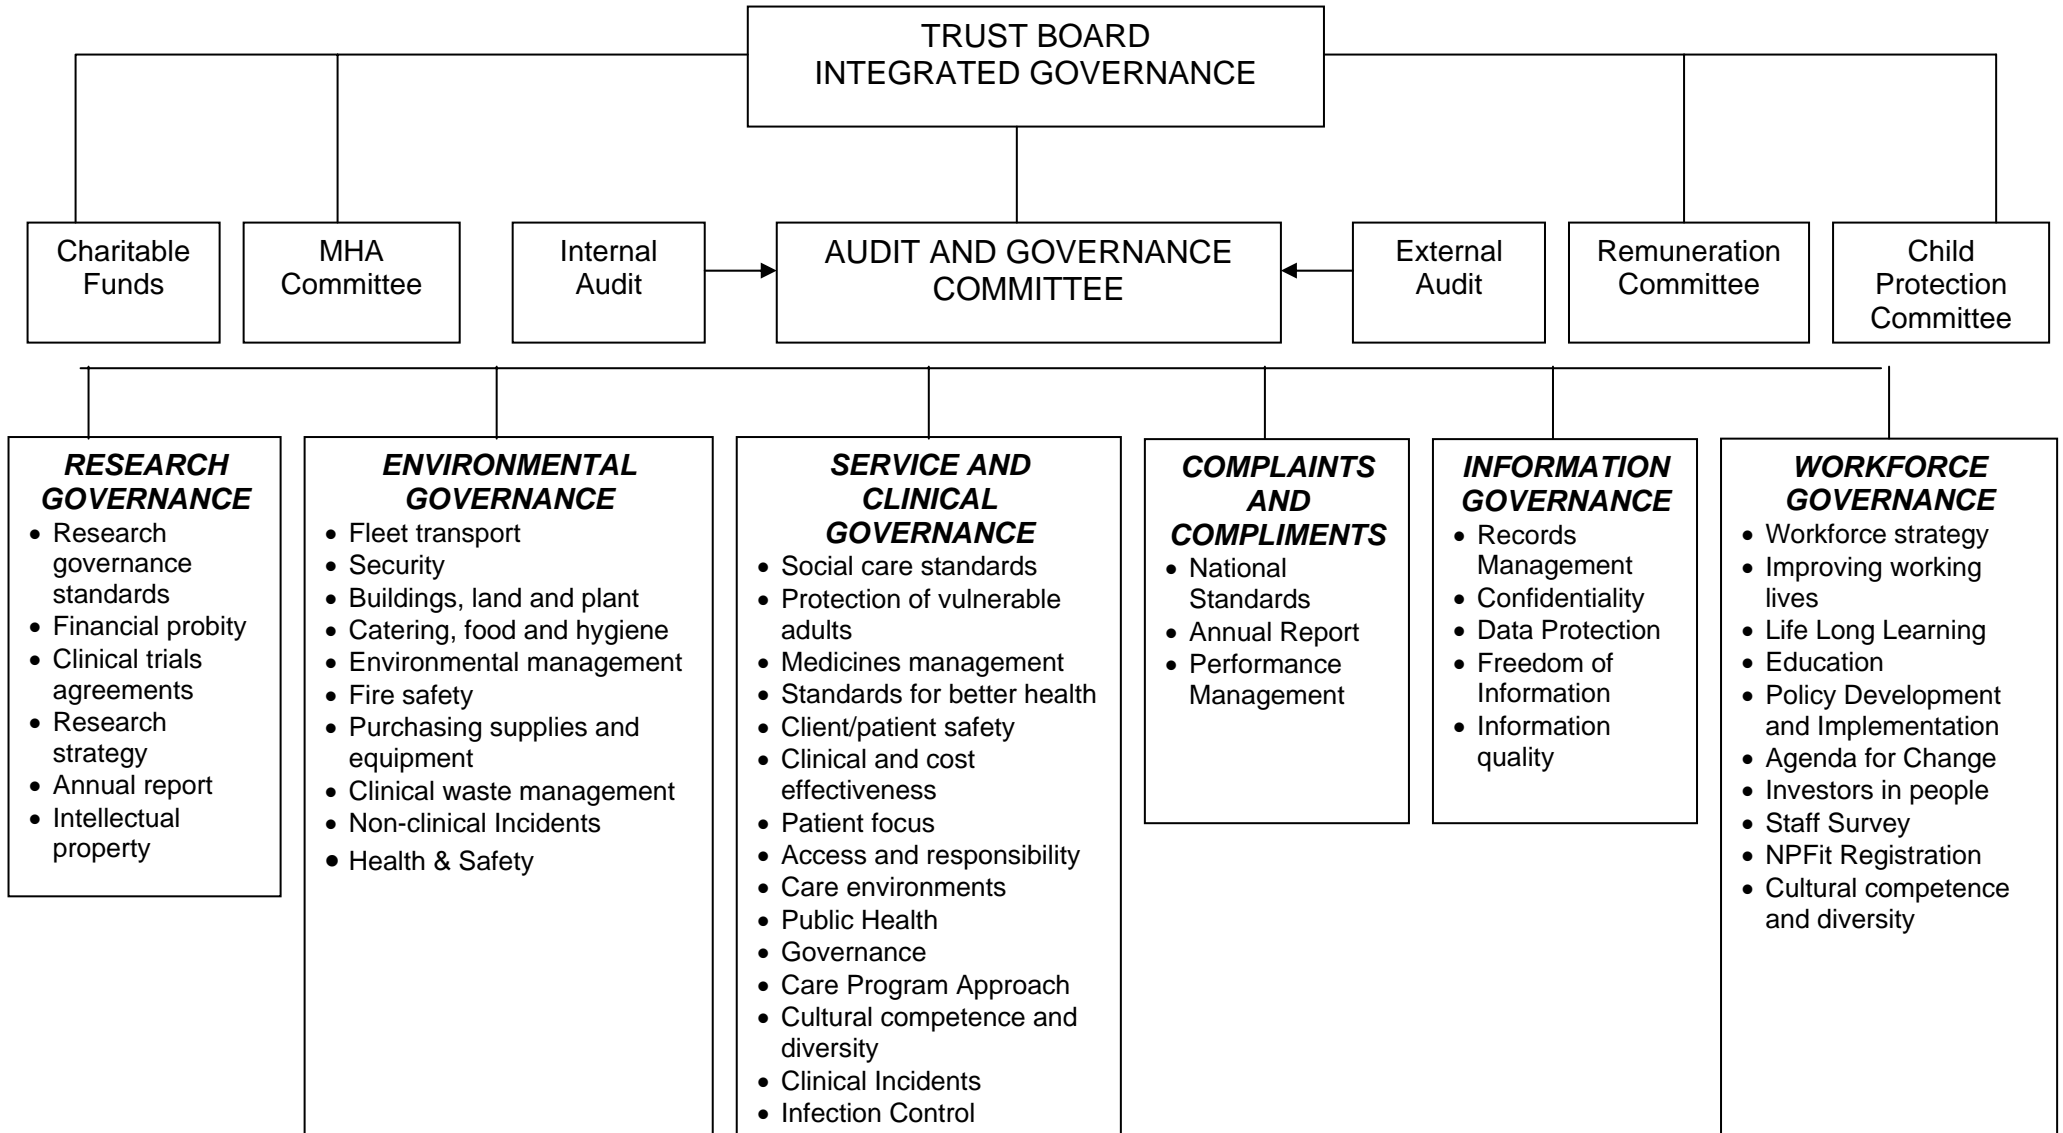 TRUST BOARD
INTEGRATED GOVERNANCE
Charitable
Funds
MHA
Committee
Internal
Audit
AUDIT AND GOVERNANCE
COMMITTEE
External
Audit
Remuneration
Committee
Child
Protection
Committee
RESEARCH
GOVERNANCE
• Research
governance
standards
• Financial probity
• Clinical trials
agreements
• Research
strategy
• Annual report
• Intellectual
property
ENVIRONMENTAL
GOVERNANCE
• Fleet transport
• Security
• Buildings, land and plant
• Catering, food and hygiene
• Environmental management
• Fire safety
• Purchasing supplies and
equipment
• Clinical waste management
• Non-clinical Incidents
• Health & Safety
SERVICE AND
CLINICAL
GOVERNANCE
• Social care standards
• Protection of vulnerable
adults
• Medicines management
• Standards for better health
• Client/patient safety
• Clinical and cost
effectiveness
• Patient focus
• Access and responsibility
• Care environments
• Public Health
• Governance
• Care Program Approach
• Cultural competence and
diversity
• Clinical Incidents
• Infection Control
COMPLAINTS
AND
COMPLIMENTS
• National
Standards
• Annual Report
• Performance
Management
INFORMATION
GOVERNANCE
• Records
Management
• Confidentiality
• Data Protection
• Freedom of
Information
• Information
quality
WORKFORCE
GOVERNANCE
• Workforce strategy
• Improving working
lives
• Life Long Learning
• Education
• Policy Development
and Implementation
• Agenda for Change
• Investors in people
• Staff Survey
• NPFit Registration
• Cultural competence
and diversity